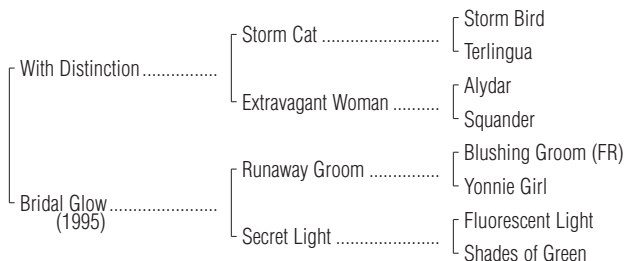 Storm Bird
Storm Cat ........................
Terlingua
With Distinction ...............
Alydar
Extravagant Woman ..........
Squander
Blushing Groom (FR)
Runaway Groom ...............
Yonnie Girl
Bridal Glow ......................
(1995)
Fluorescent Light
Secret Light .....................
Shades of Green